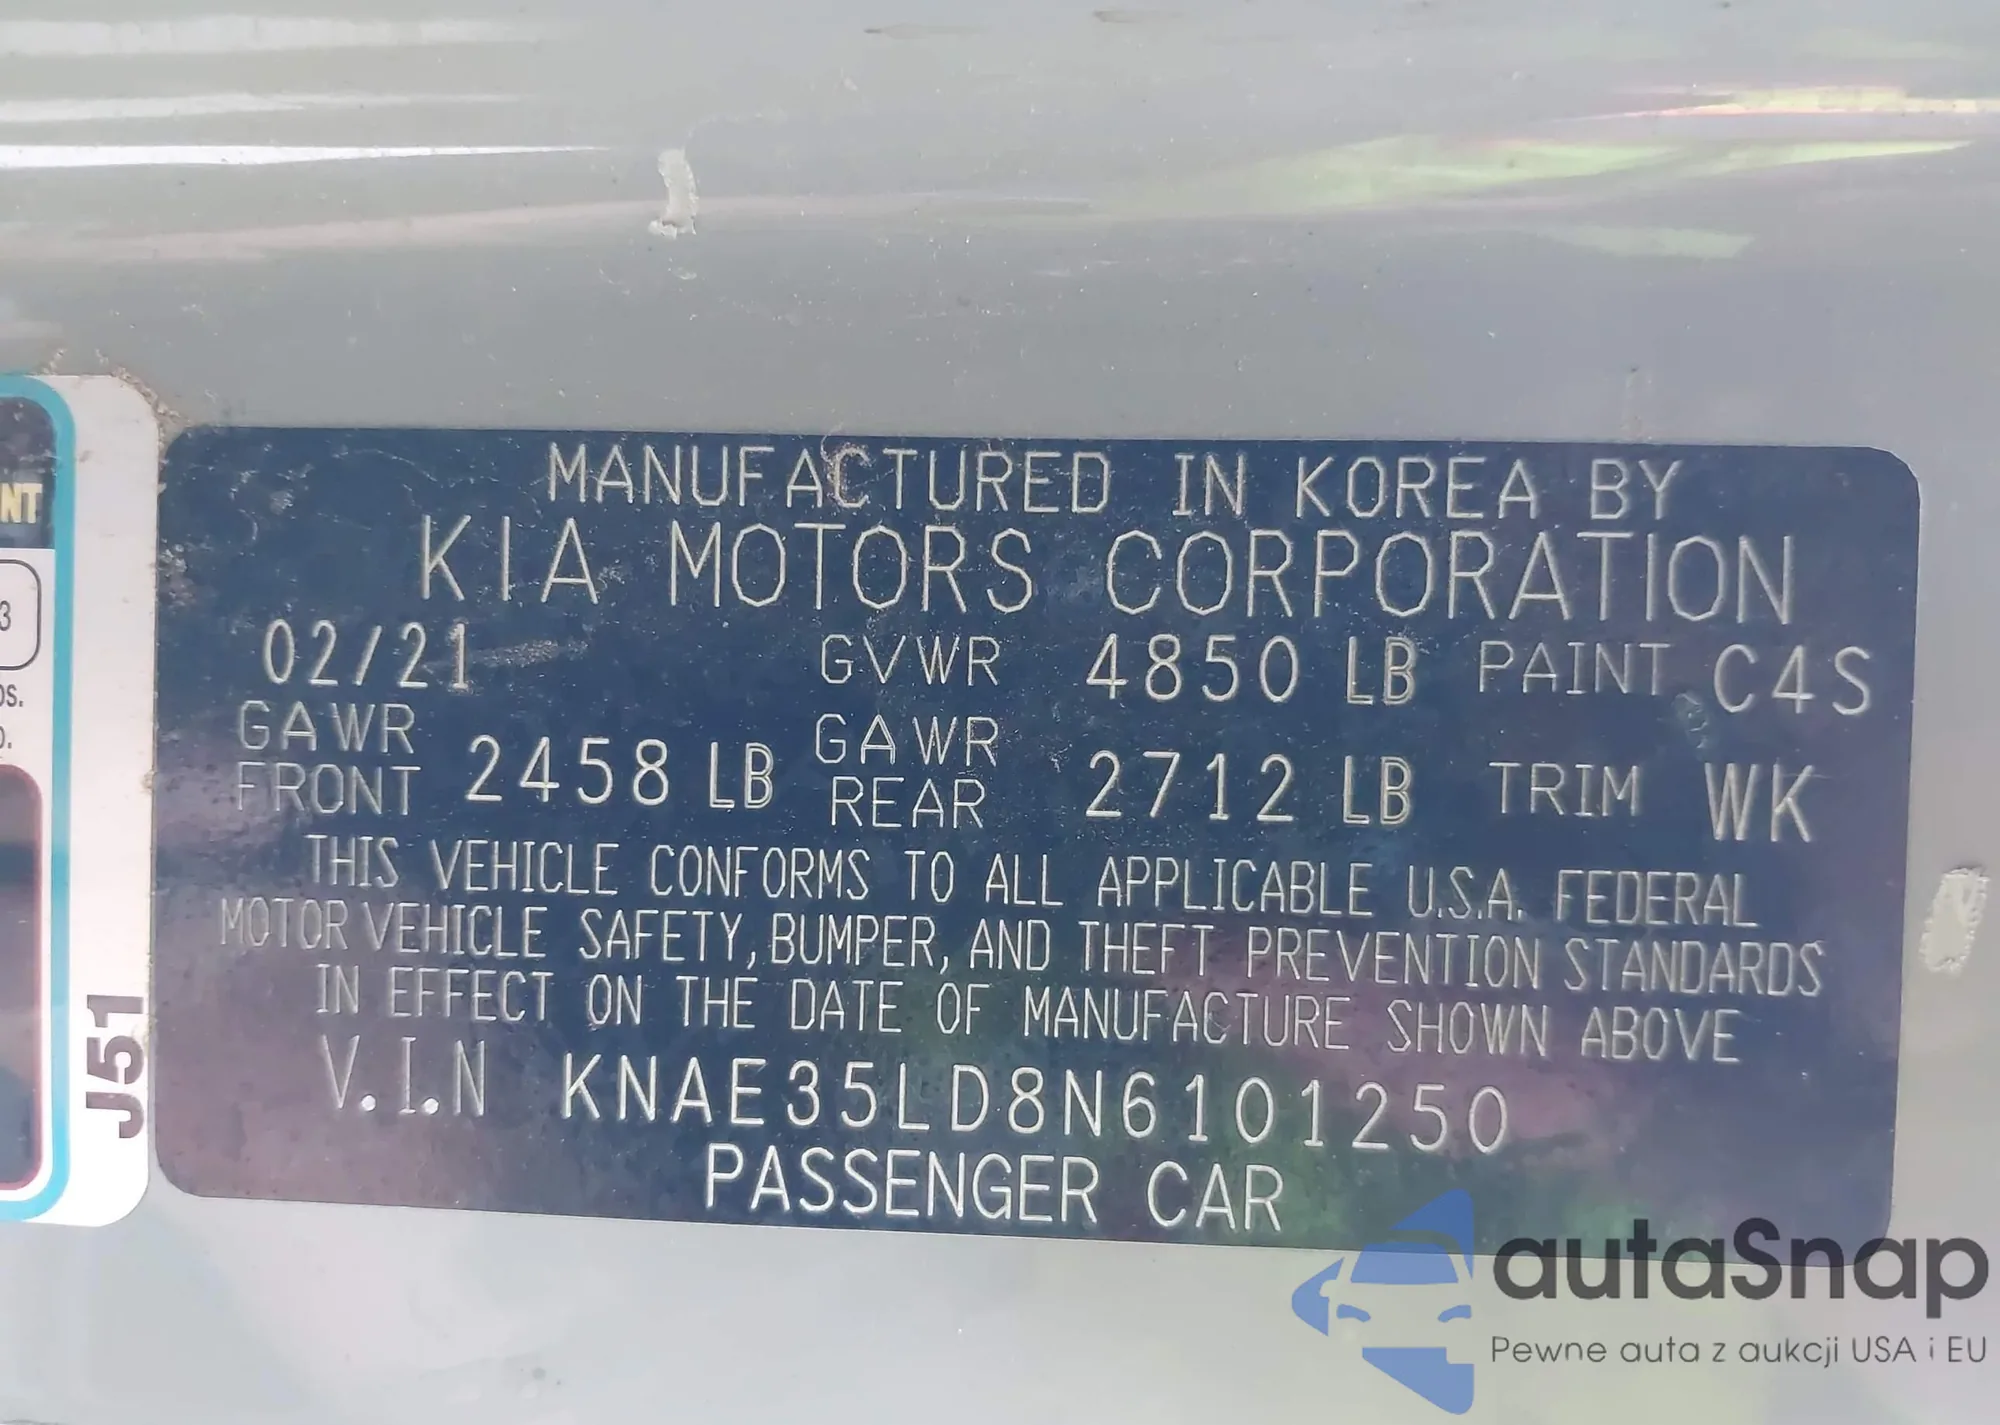 MANUFACTURED IN KOREA BY
KIA MOTORS CORPORATION
02/21 GVWR 4850 LB PAINT C4S
GAWR FRONT 2458 LB GAWR REAR 2712 LB TRIM WK
THIS VEHICLE CONFORMS TO ALL APPLICABLE U.S.A. FEDERAL
MOTOR VEHICLE SAFETY, BUMPER, AND THEFT PREVENTION STANDARDS
IN EFFECT ON THE DATE OF MANUFACTURE SHOWN ABOVE
V.I.N KNAE35LD8N6101250
PASSENGER CAR
J51
NT
3
autaSnap
Pewne auta z aukcji USA i EU